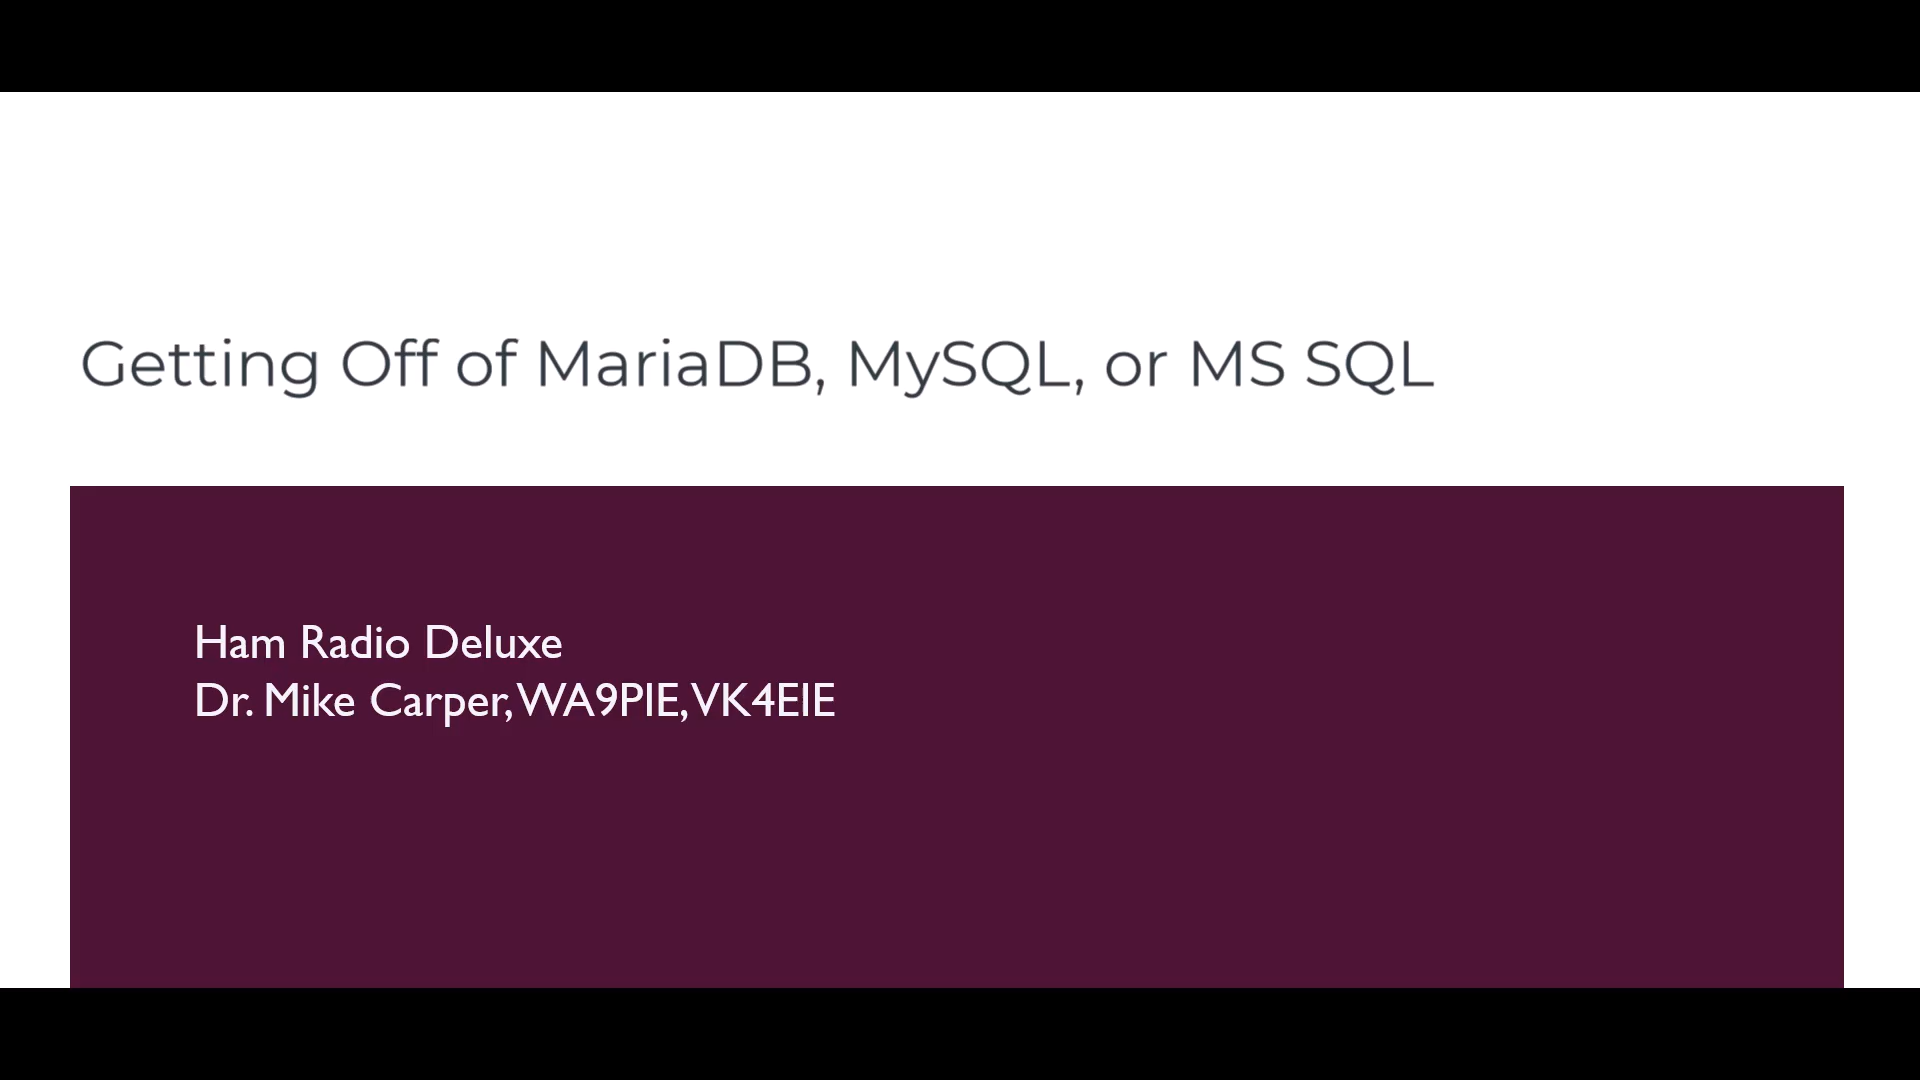 Getting Off of MariaDB, MySQL, or MS SQL
Ham Radio Deluxe
Dr. Mike Carper, WA9PIE, VK4EIE